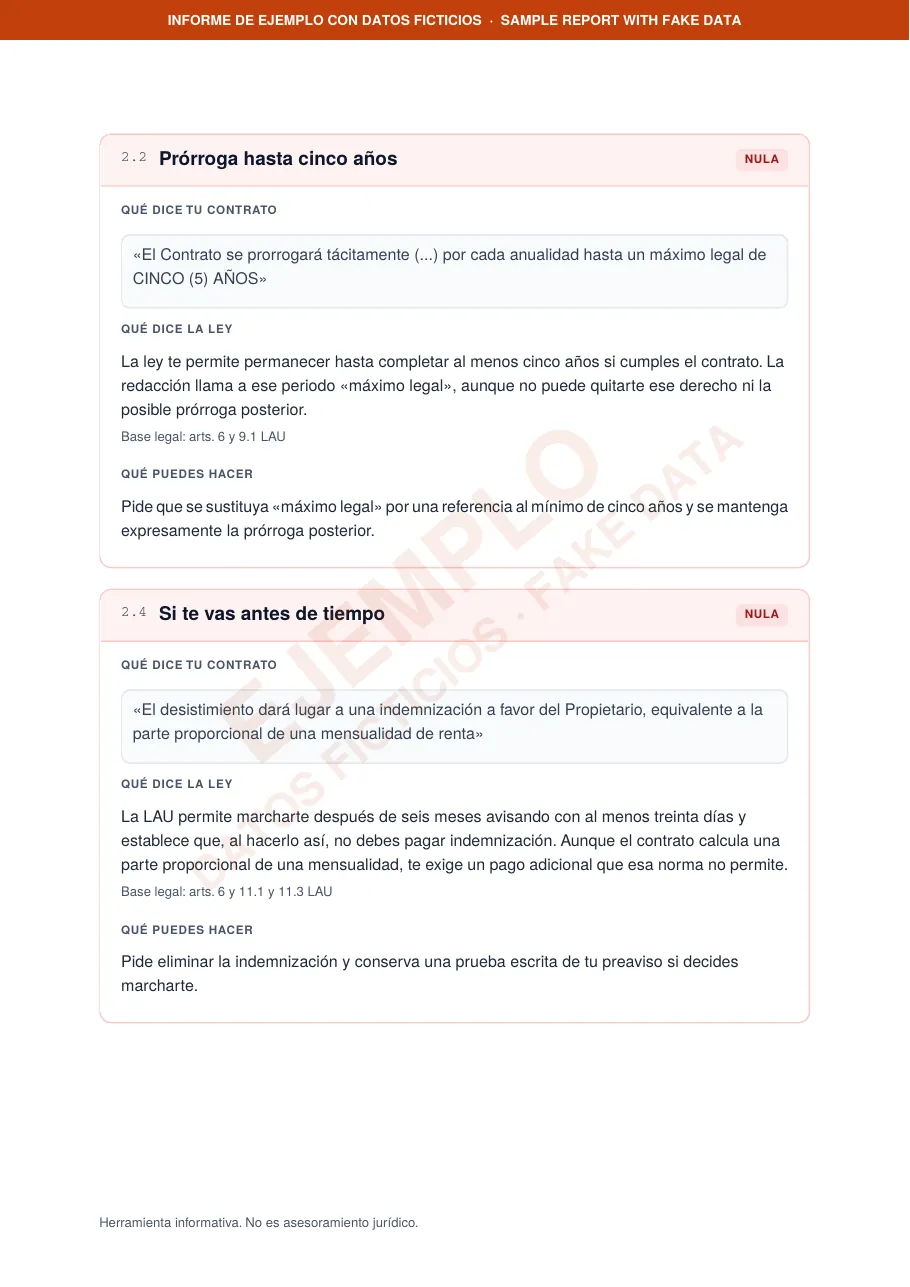 INFORME DE EJEMPLO CON DATOS FICTICIOS · SAMPLE REPORT WITH FAKE DATA
2.2 Prórroga hasta cinco años NULA
QUÉ DICE TU CONTRATO
«El Contrato se prorrogará tácitamente (...) por cada anualidad hasta un máximo legal de
CINCO (5) AÑOS»
QUÉ DICE LA LEY
La ley te permite permanecer hasta completar al menos cinco años si cumples el contrato. La
redacción llama a ese periodo «máximo legal», aunque no puede quitarte ese derecho ni la
posible prórroga posterior.
Base legal: arts. 6 y 9.1 LAU
QUÉ PUEDES HACER
Pide que se sustituya «máximo legal» por una referencia al mínimo de cinco años y se mantenga
expresamente la prórroga posterior.
2.4 Si te vas antes de tiempo NULA
QUÉ DICE TU CONTRATO
«El desistimiento dará lugar a una indemnización a favor del Propietario, equivalente a la
parte proporcional de una mensualidad de renta»
QUÉ DICE LA LEY
La LAU permite marcharte después de seis meses avisando con al menos treinta días y
establece que, al hacerlo así, no debes pagar indemnización. Aunque el contrato calcula una
parte proporcional de una mensualidad, te exige un pago adicional que esa norma no permite.
Base legal: arts. 6 y 11.1 y 11.3 LAU
QUÉ PUEDES HACER
Pide eliminar la indemnización y conserva una prueba escrita de tu preaviso si decides
marcharte.
EJEMPLO
DATOS FICTICIOS · FAKE DATA
Herramienta informativa. No es asesoramiento jurídico.